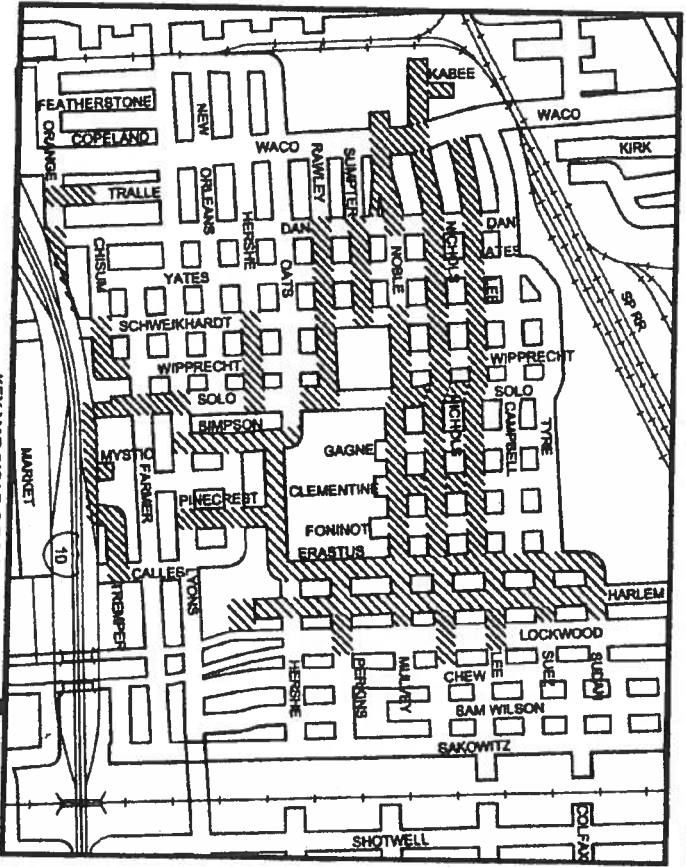 KABEE
FEATHERSTONE
NEW
WACO
COPELAND
ORANGE
WACO
KIRK
RAWLEY
SUMPTER
TRALLE
ORLEANS
HERSHE
DAN
NICHOLS
DAN
NOBLE
YATES
CHISUM
OATS
YATES
LEE
SP RR
SCHWEIKHARDT
WIPPRECHT
WIPPRECHT
SOLO
SOLO
SIMPSON
NICHOLS
CAMPBELL
TYRE
GAGNE
MYSTIC
MARKET
FARMER
PINECREST
CLEMENTINE
FONINOT
10
ERASTUS
CALLES
LYONS
TREMPER
HARLEM
LOCKWOOD
HERSHE
PERKINS
MULVEY
LEE
CHEW
SUEZ
SUDAN
SAM WILSON
SAKOWITZ
SHOTWELL
COLFAX